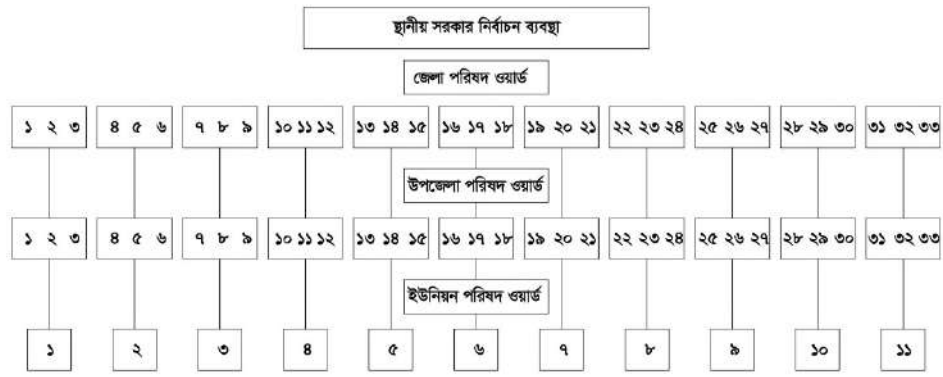 স্থানীয় সরকার নির্বাচন ব্যবস্থা
জেলা পরিষদ ওয়ার্ড
১ ২ ৩ ৪ ৫ ৬ ৭ ৮ ৯ ১০ ১১ ১২ ১৩ ১৪ ১৫ ১৬ ১৭ ১৮ ১৯ ২০ ২১ ২২ ২৩ ২৪ ২৫ ২৬ ২৭ ২৮ ২৯ ৩০ ৩১ ৩২ ৩৩
উপজেলা পরিষদ ওয়ার্ড
১ ২ ৩ ৪ ৫ ৬ ৭ ৮ ৯ ১০ ১১ ১২ ১৩ ১৪ ১৫ ১৬ ১৭ ১৮ ১৯ ২০ ২১ ২২ ২৩ ২৪ ২৫ ২৬ ২৭ ২৮ ২৯ ৩০ ৩১ ৩২ ৩৩
ইউনিয়ন পরিষদ ওয়ার্ড
১ ২ ৩ ৪ ৫ ৬ ৭ ৮ ৯ ১০ ১১